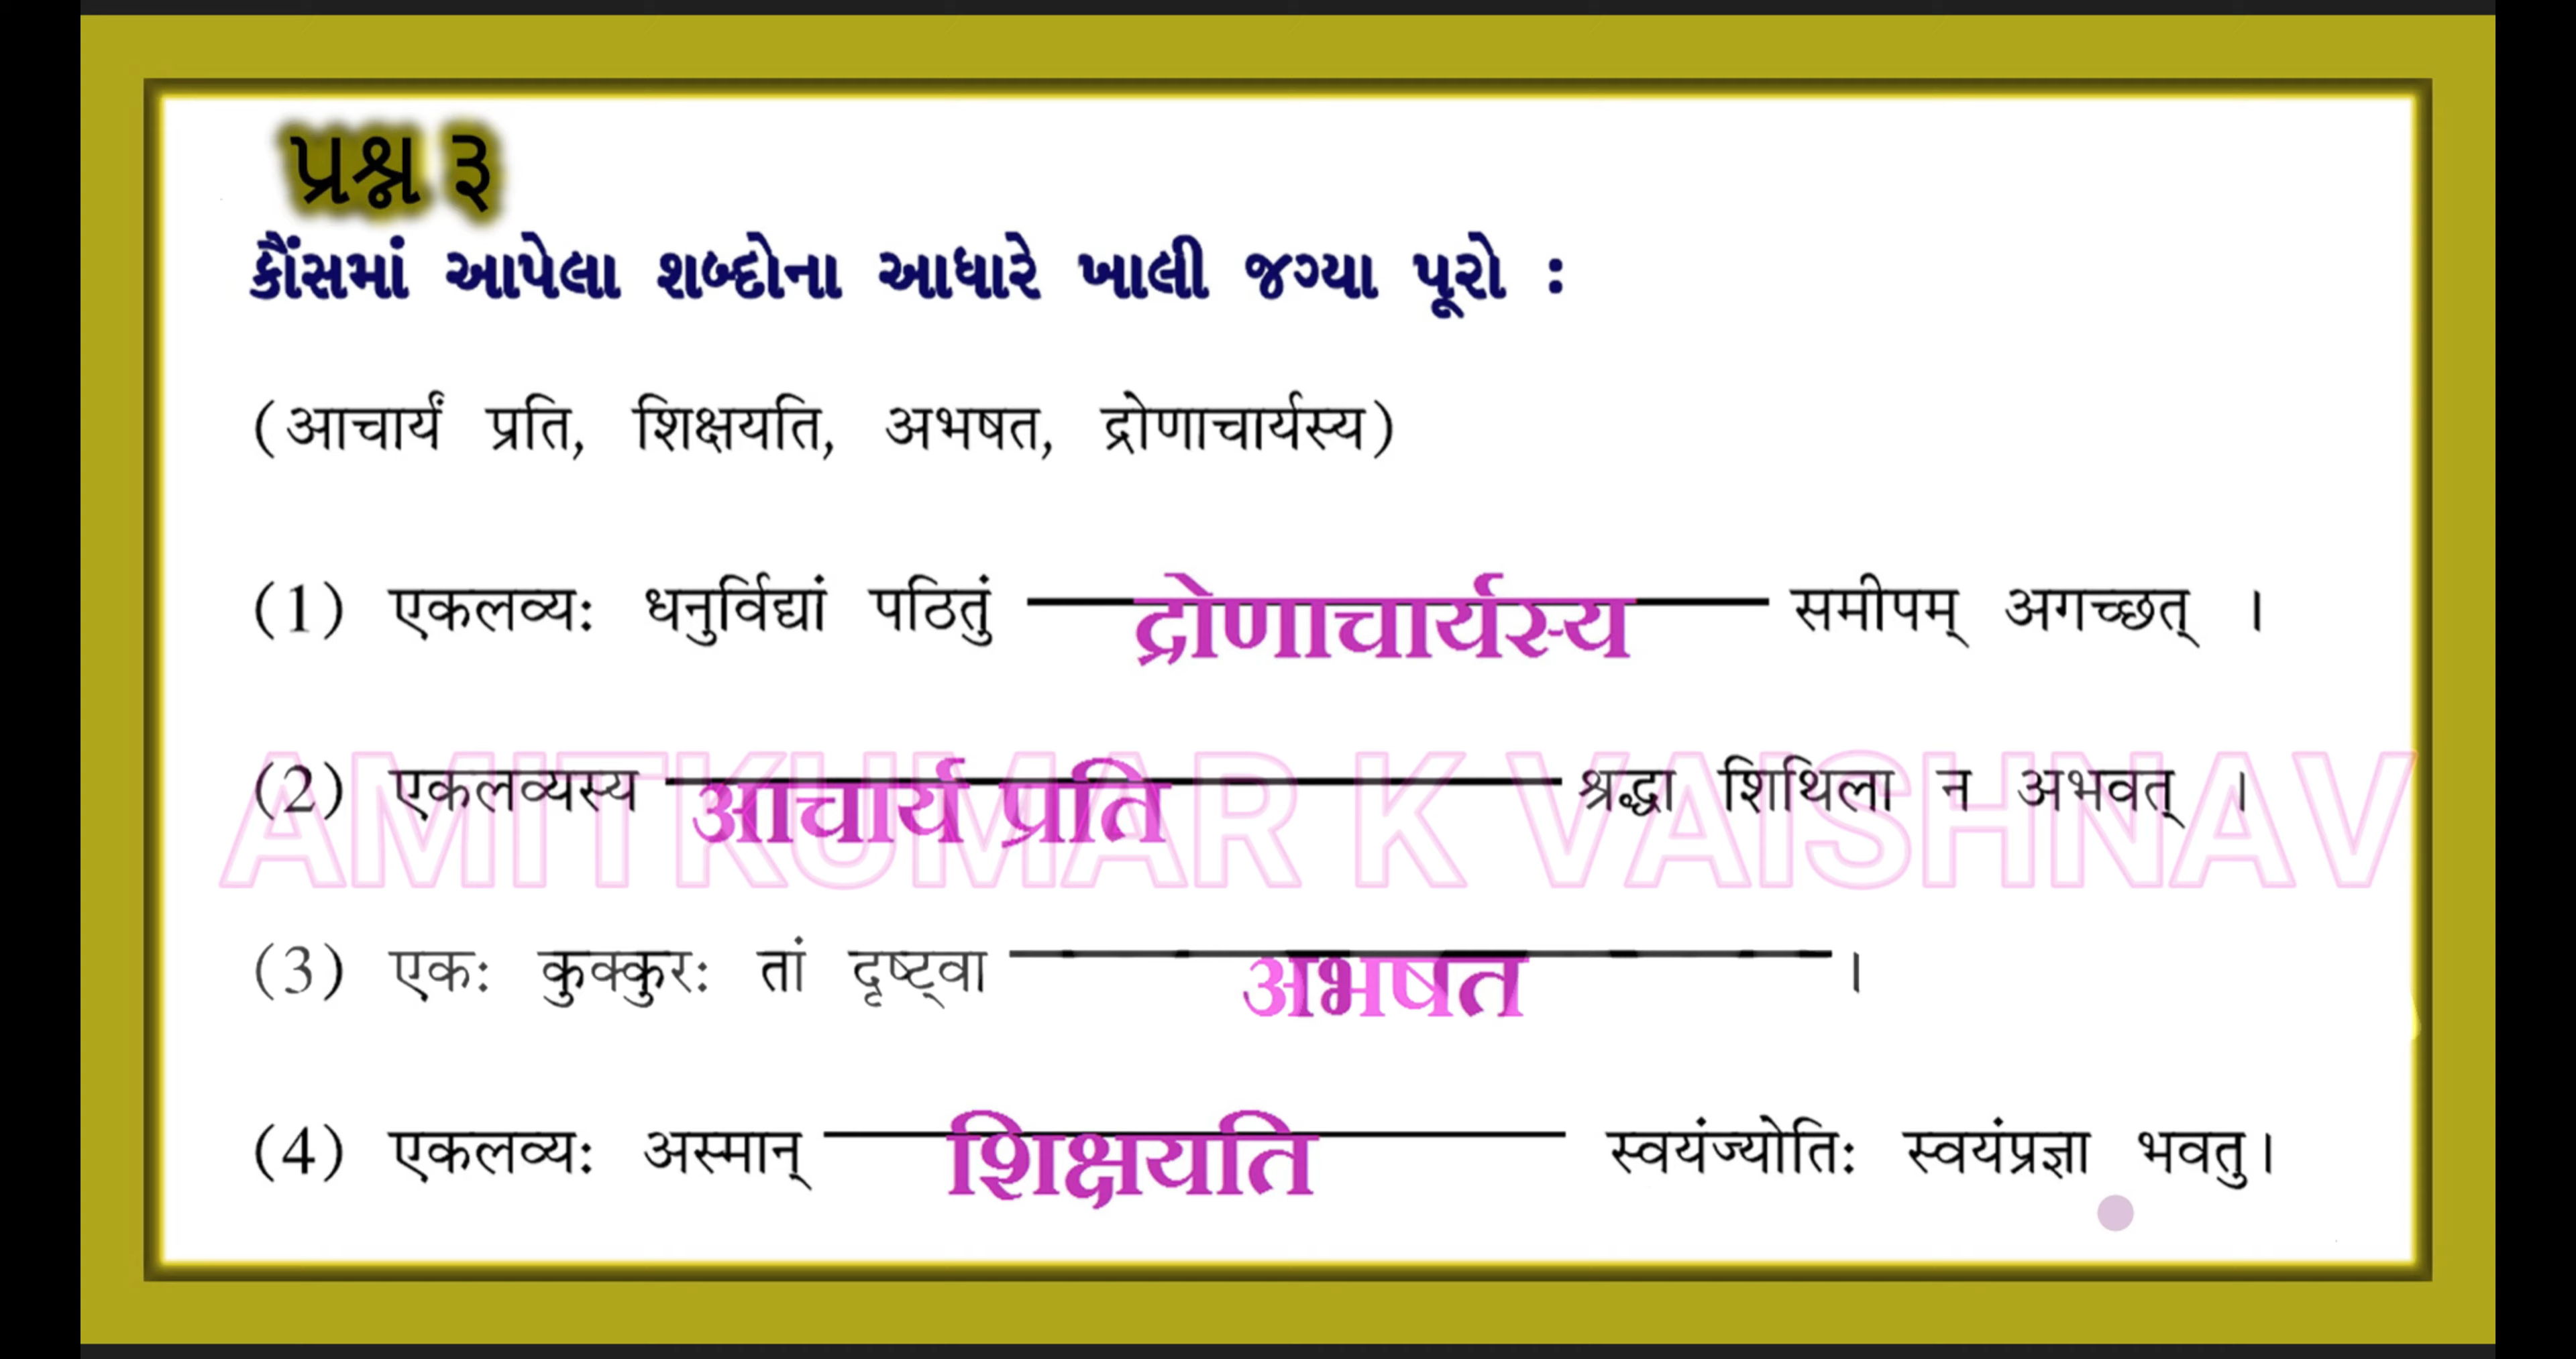 પ્રશ્ન ૩
કૌંસમાં આપેલા શબ્દોના આધારે ખાલી જગ્યા પૂરો :
(आचार्यं प्रति, शिक्षयति, अभषत, द्रोणाचार्यस्य)
(1) एकलव्यः धनुर्विद्यां पठितुं द्रोणाचार्यस्य समीपम् अगच्छत् ।
(2) एकलव्यस्य आचार्य प्रति श्रद्धा शिथिला न अभवत् ।
AMITKUMAR K VAISHNAV
(3) एकः कुक्कुरः तां दृष्ट्वा अभषत ।
(4) एकलव्यः अस्मान् शिक्षयति स्वयंज्योतिः स्वयंप्रज्ञा भवतु।